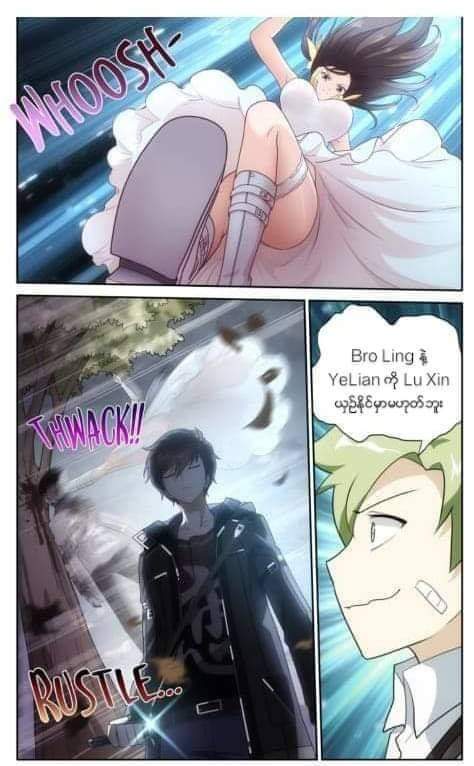 WHOOSH-
THWACK!!
Bro Ling နဲ့
YeLian ကို Lu Xin
ယှဉ်နိုင်မှာမဟုတ်ဘူး
RUSTLE...